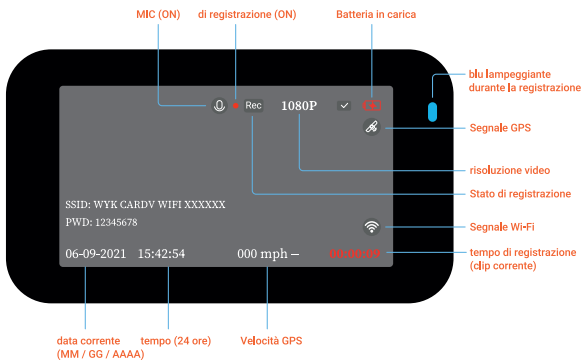 MIC (ON)
di registrazione (ON)
Batteria in carica
blu lampeggiante
durante la registrazione
Rec
1080P
Segnale GPS
risoluzione video
Stato di registrazione
SSID: WYK CARDV WIFI XXXXXX
PWD: 12345678
Segnale Wi-Fi
06-09-2021
15:42:54
000 mph –
tempo di registrazione
(clip corrente)
data corrente
(MM / GG / AAAA)
tempo (24 ore)
Velocità GPS